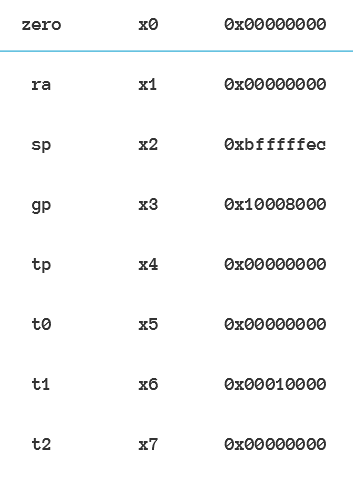 zero x0 0x00000000
ra x1 0x00000000
sp x2 0xbfffffec
gp x3 0x10008000
tp x4 0x00000000
t0 x5 0x00000000
t1 x6 0x00010000
t2 x7 0x00000000